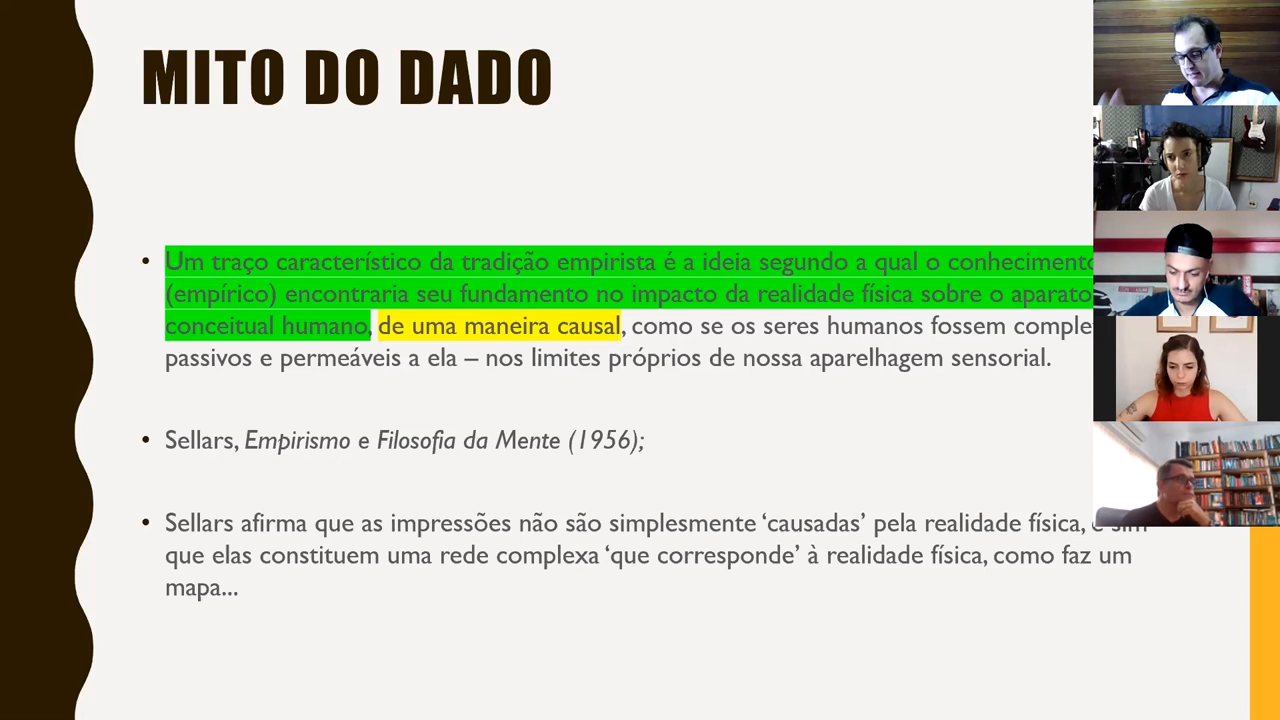 MITO DO DADO
• Um traço característico da tradição empirista é a ideia segundo a qual o conhecimento
(empírico) encontraria seu fundamento no impacto da realidade física sobre o aparato
conceitual humano, de uma maneira causal, como se os seres humanos fossem
passivos e permeáveis a ela – nos limites próprios de nossa aparelhagem sensorial.
• Sellars, Empirismo e Filosofia da Mente (1956);
• Sellars afirma que as impressões não são simplesmente ‘causadas’ pela realidade física, e sim
que elas constituem uma rede complexa ‘que corresponde’ à realidade física, como faz um
mapa...